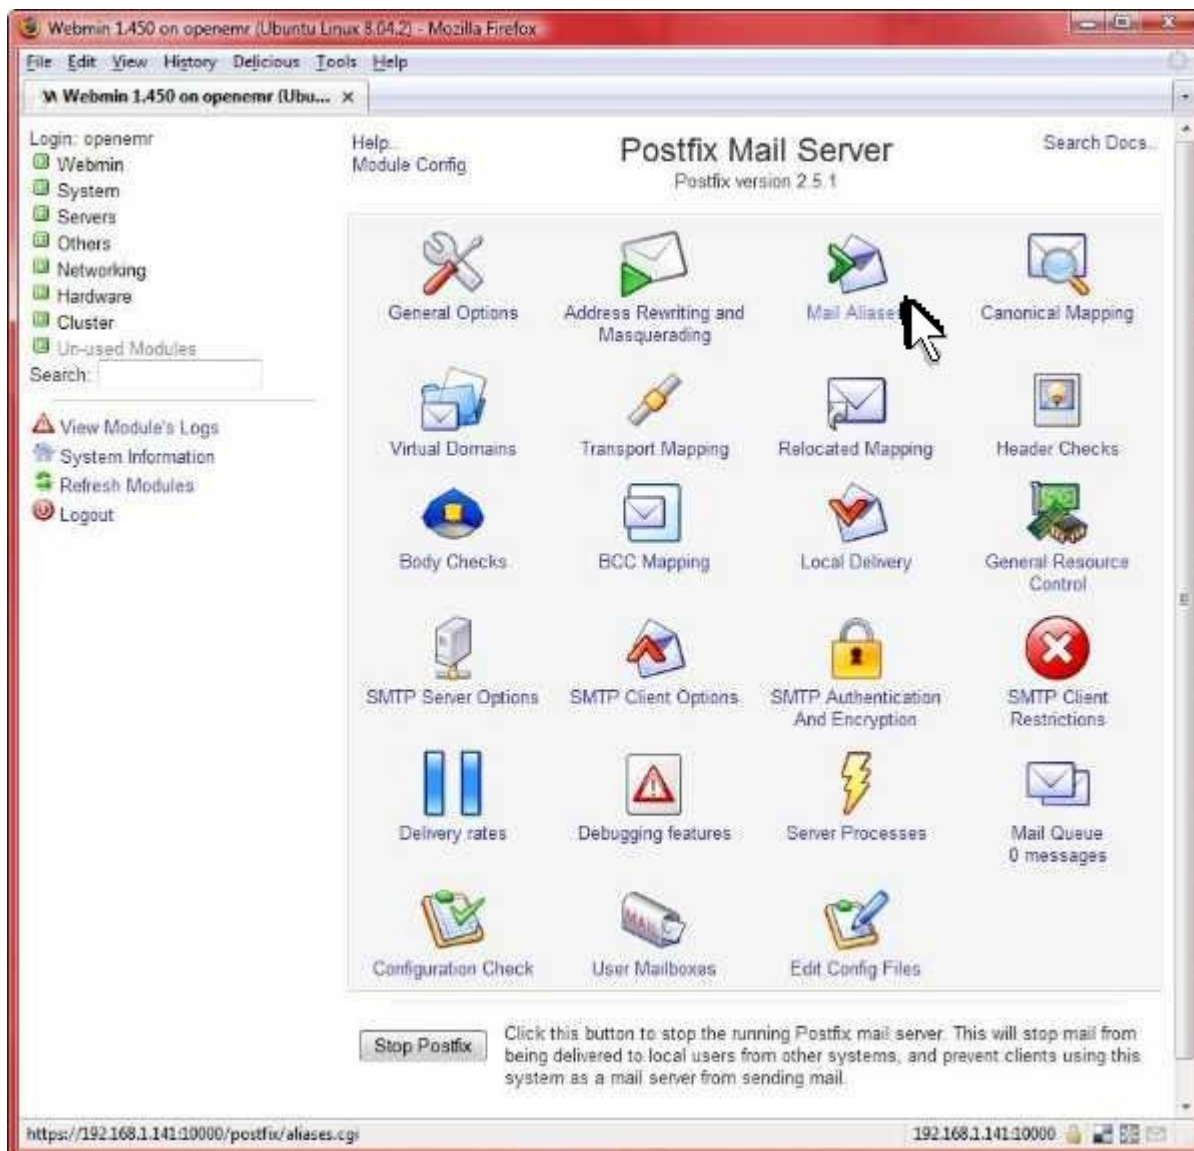 Webmin 1.450 on openemr (Ubuntu Linux 8.04.2) - Mozilla Firefox
File Edit View History Delicious Tools Help
Webmin 1.450 on openemr (Ubu...
Login: openemr
Webmin
System
Servers
Others
Networking
Hardware
Cluster
Un-used Modules
Search:
View Module's Logs
System Information
Refresh Modules
Logout
Help..
Module Config
Postfix Mail Server
Postfix version 2.5.1
Search Docs..
General Options
Address Rewriting and
Masquerading
Mail Aliases
Canonical Mapping
Virtual Domains
Transport Mapping
Relocated Mapping
Header Checks
Body Checks
BCC Mapping
Local Delivery
General Resource
Control
SMTP Server Options
SMTP Client Options
SMTP Authentication
And Encryption
SMTP Client
Restrictions
Delivery rates
Debugging features
Server Processes
Mail Queue
0 messages
Configuration Check
MAIL
User Mailboxes
Edit Config Files
Stop Postfix
Click this button to stop the running Postfix mail server. This will stop mail from
being delivered to local users from other systems, and prevent clients using this
system as a mail server from sending mail.
https://192.168.1.141:10000/postfix/aliases.cgi
192.168.1.141:10000